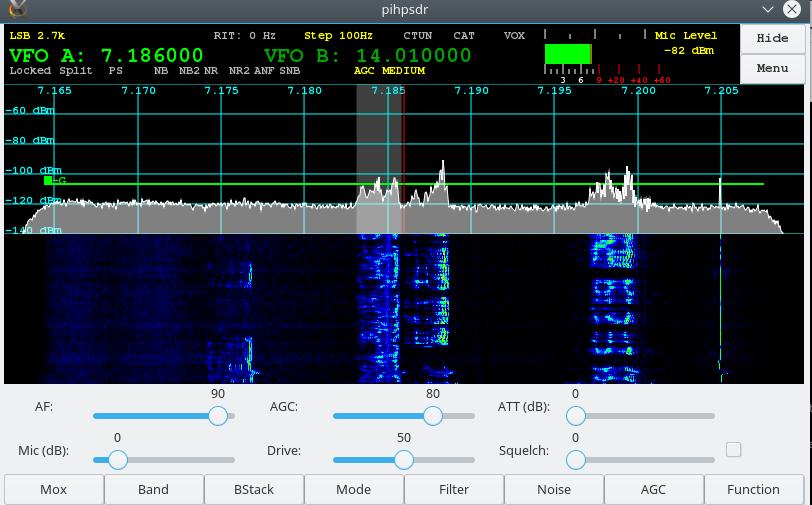 pihpsdr
LSB 2.7k RIT: 0 Hz Step 100Hz CTUN CAT VOX Mic Level Hide
VFO A: 7.186000 VFO B: 14.010000 -82 dBm
Locked Split PS NB NB2 NR NR2 ANF SNB AGC MEDIUM 3 6 9 +20 +40 +60 Menu
7.165 7.170 7.175 7.180 7.185 7.190 7.195 7.200 7.205
-60 dBm
-80 dBm
-100 dBm
-G
-120 dBm
-140 dBm
AF: 90 AGC: 80 ATT (dB): 0
Mic (dB): 0 Drive: 50 Squelch: 0
Mox Band BStack Mode Filter Noise AGC Function